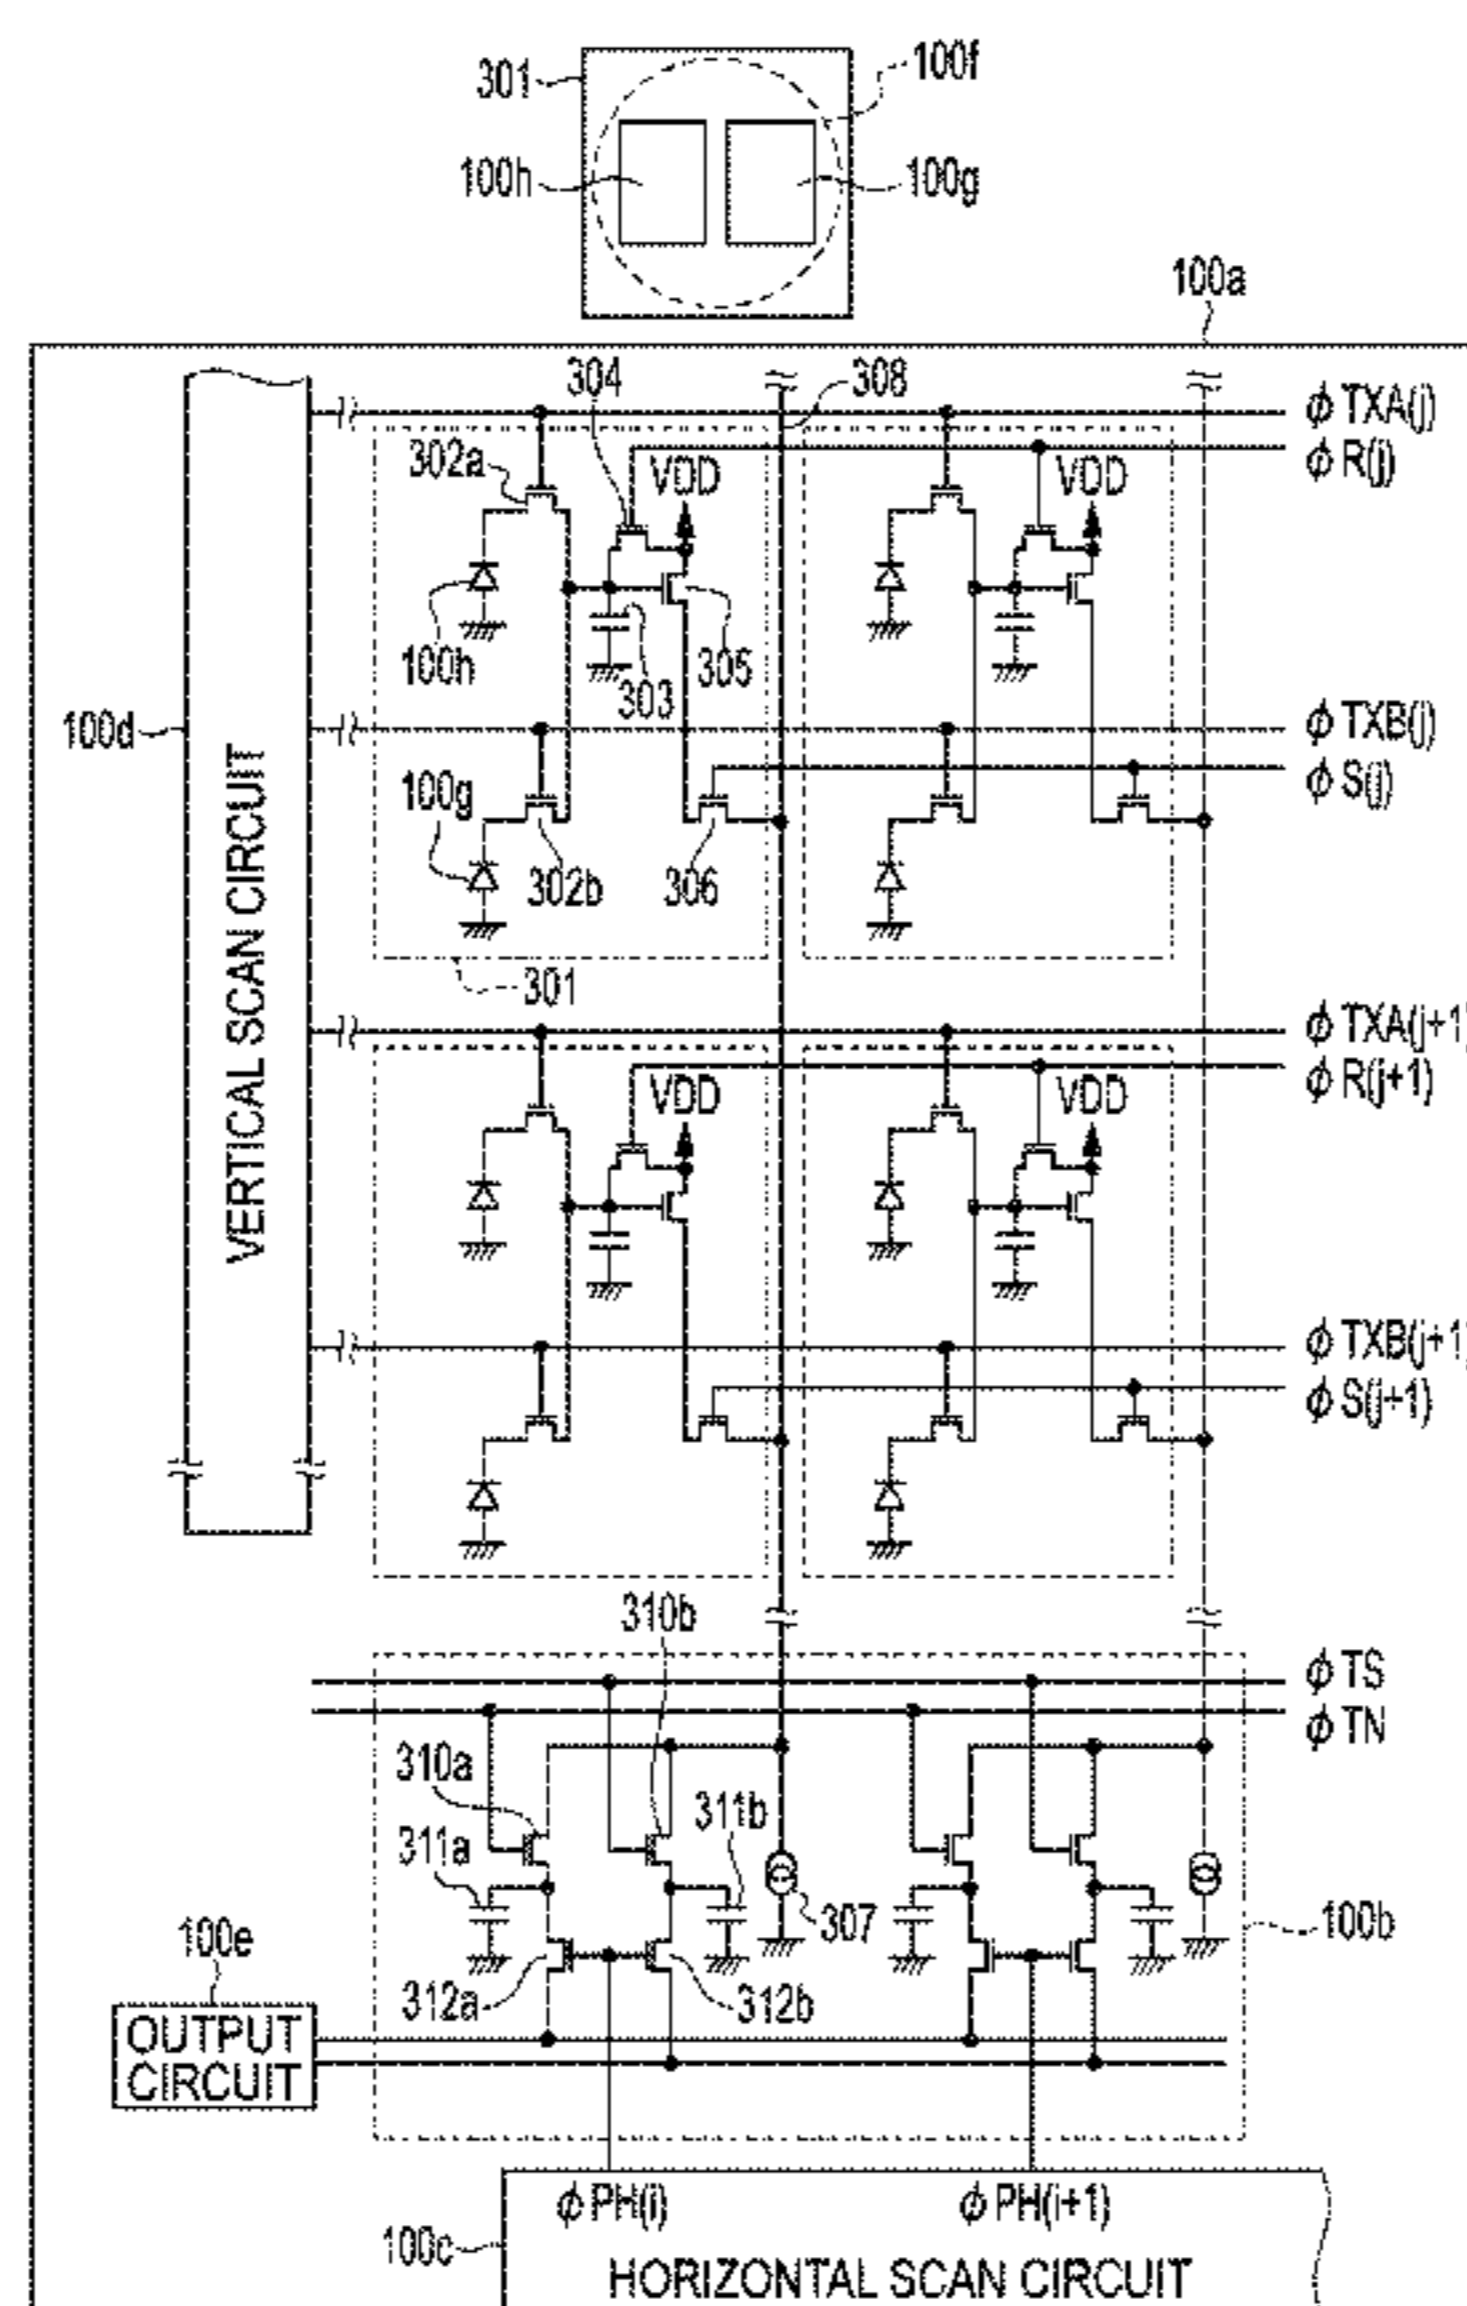 301
100f
100h
100g
100a
304
308
ϕ TXA(j)
302a
VDD
VDD
ϕ R(j)
100h
303
305
100d
ϕ TXB(j)
100g
ϕ S(j)
302b
306
VERTICAL SCAN CIRCUIT
301
ϕ TXA(j+1)
VDD
VDD
ϕ R(j+1)
ϕ TXB(j+1)
ϕ S(j+1)
310b
ϕ TS
ϕ TN
310a
311b
311a
307
100b
100e
312a
312b
OUTPUT
CIRCUIT
ϕ PH(i)
ϕ PH(i+1)
100c
HORIZONTAL SCAN CIRCUIT